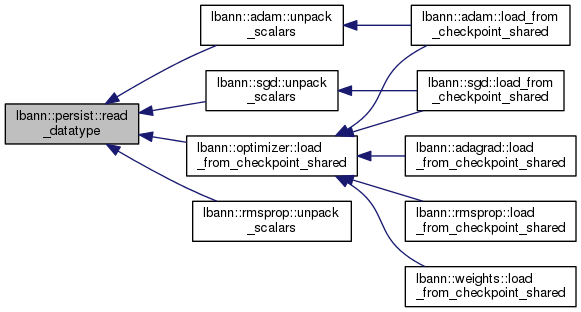 lbann::persist::read
_datatype
lbann::adam::unpack
_scalars
lbann::adam::load_from
_checkpoint_shared
lbann::sgd::unpack
_scalars
lbann::sgd::load_from
_checkpoint_shared
lbann::optimizer::load
_from_checkpoint_shared
lbann::adagrad::load
_from_checkpoint_shared
lbann::rmsprop::load
_from_checkpoint_shared
lbann::weights::load
_from_checkpoint_shared
lbann::rmsprop::unpack
_scalars